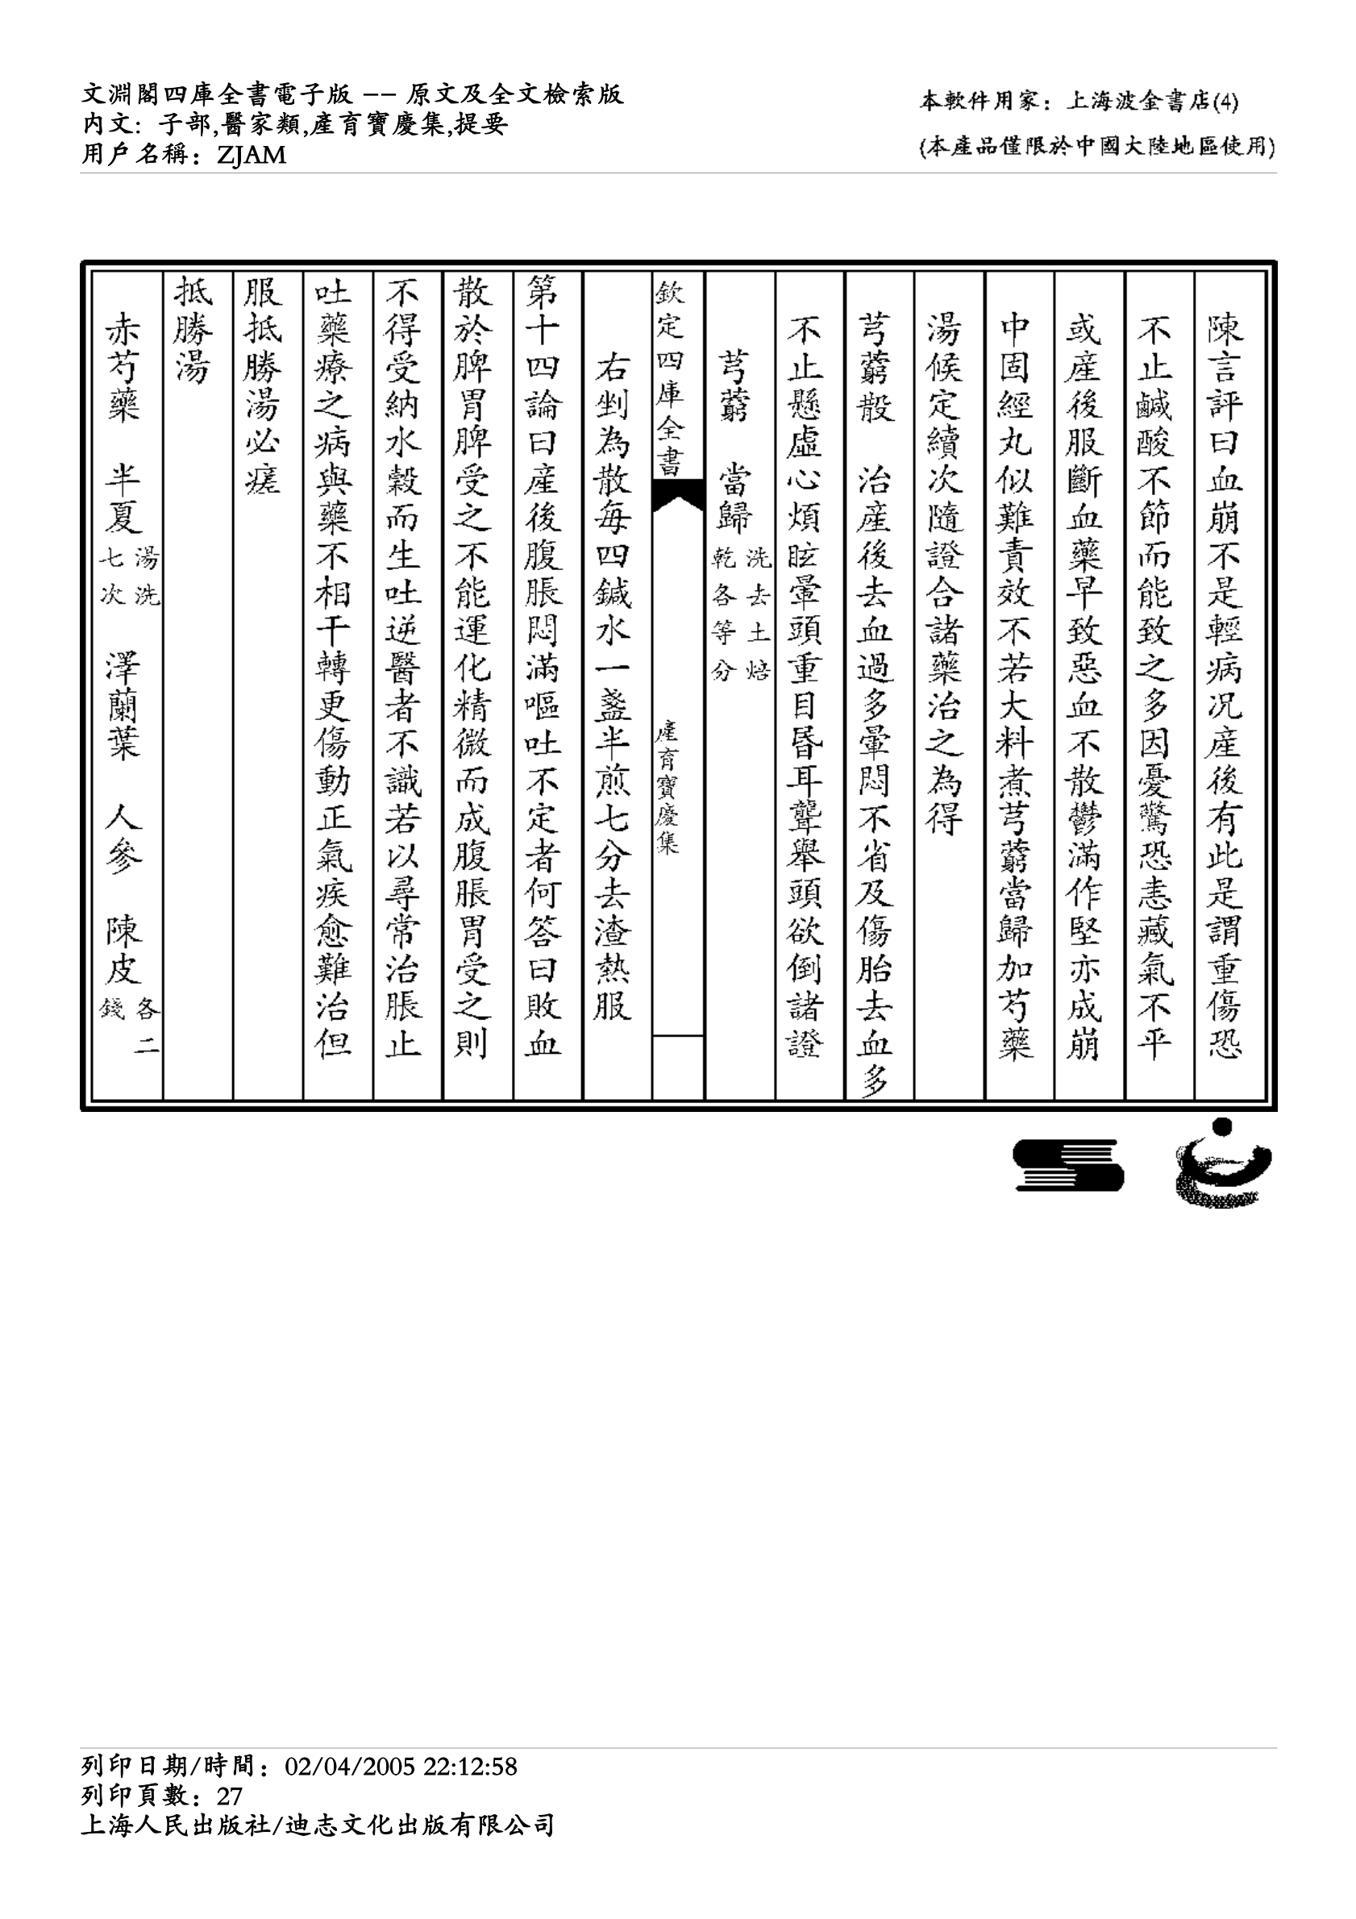 文淵閣四庫全書電子版 -- 原文及全文檢索版
內文: 子部,醫家類,產育寶慶集,提要
用戶名稱: ZJAM
本軟件用家: 上海波金書店(4)
(本產品僅限於中國大陸地區使用)
陳言評曰血崩不是輕病况産後有此是謂重傷恐
不止鹹酸不節而能致之多因憂驚恐恚藏氣不平
或産後服斷血藥早致惡血不散鬱滿作堅亦成崩
中固經丸似難責效不若大料煮芎藭當歸加芍藥
湯候定續次隨證合諸藥治之為得
芎藭散 治産後去血過多暈悶不省及傷胎去血多
不止懸虛心煩眩暈頭重目昏耳聾舉頭欲倒諸證
芎藭 當歸洗去土焙乾各等分
欽定四庫全書 產育寶慶集
右剉為散每四鍼水一盞半煎七分去渣熱服
第十四論曰産後腹脹悶滿嘔吐不定者何答曰敗血
散於脾胃脾受之不能運化精微而成腹脹胃受之則
不得受納水穀而生吐逆醫者不識若以尋常治脹止
吐藥療之病與藥不相干轉更傷動正氣疾愈難治但
服抵勝湯必瘥
抵勝湯
赤芍藥 半夏湯洗七次 澤蘭葉 人參 陳皮各二錢
列印日期/時間: 02/04/2005 22:12:58
列印頁數: 27
上海人民出版社/迪志文化出版有限公司